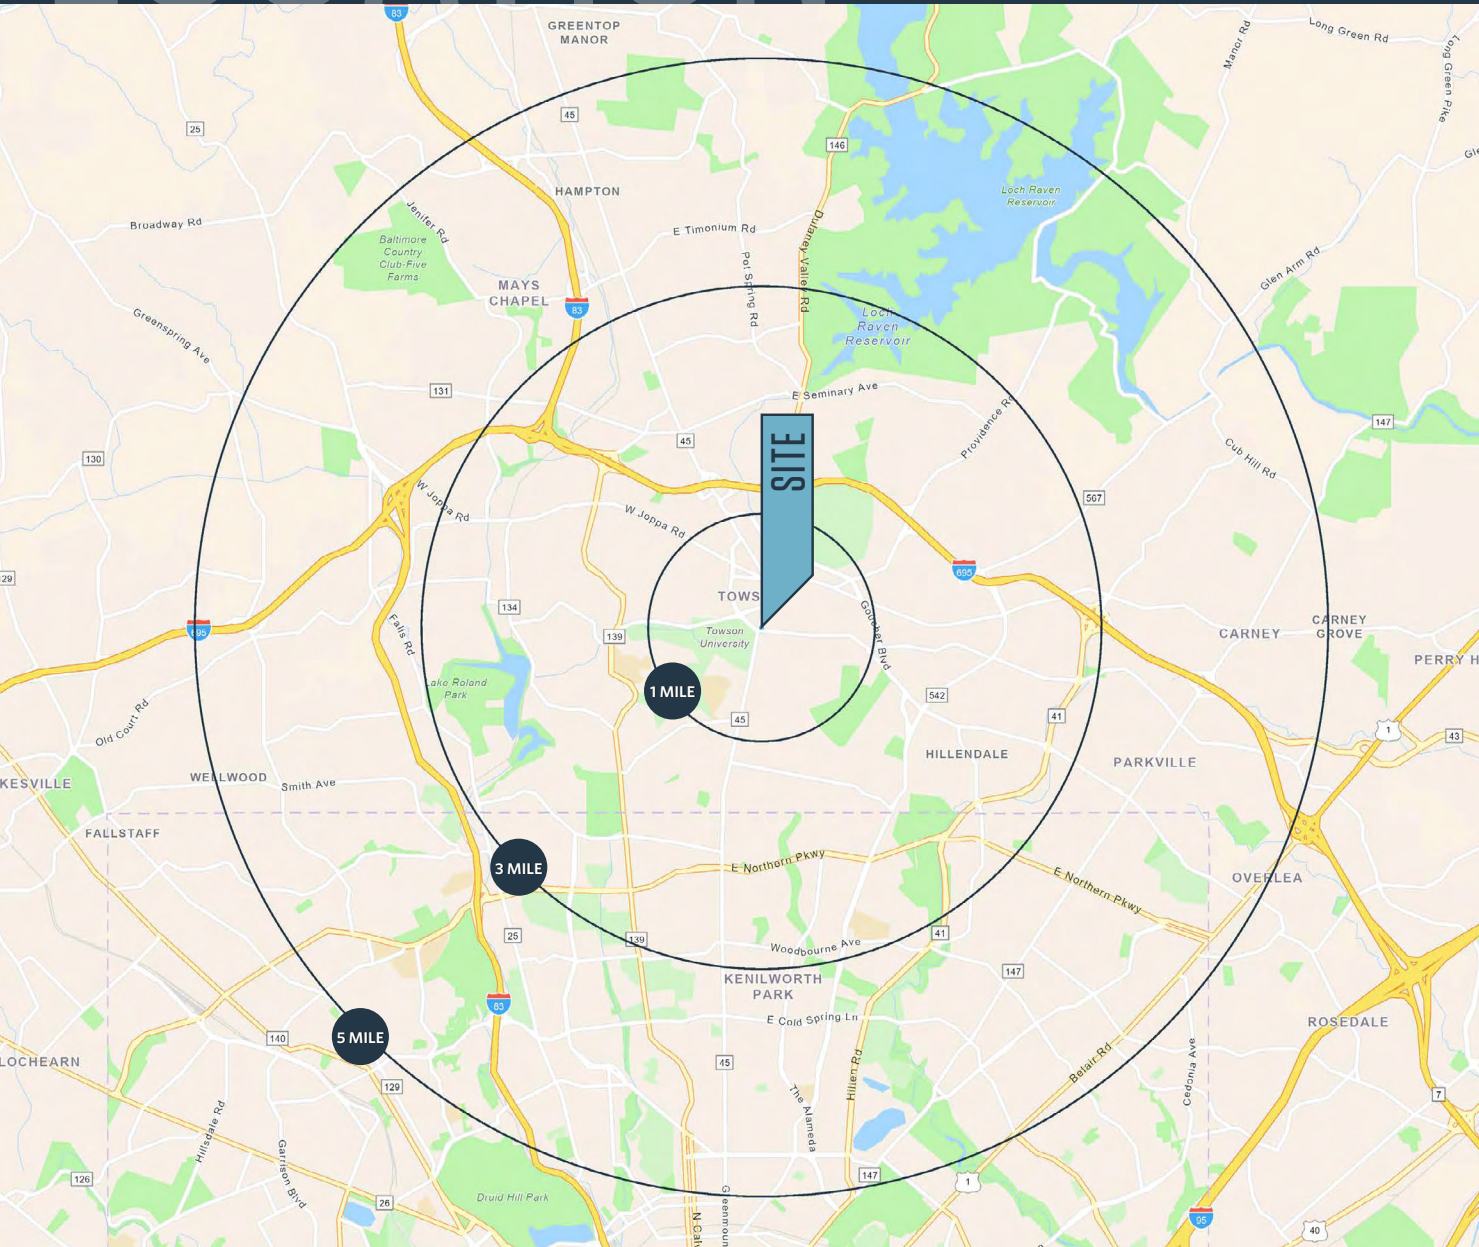 83
GREENTOP
MANOR
Long Green Rd
Manor Rd
Long Green Pike
45
25
146
HAMPTON
Loch Raven
Reservoir
Jenifer Rd
Broadway Rd
E Timonium Rd
Dulaney Valley Rd
Baltimore
Country
Club-Five
Farms
Pot Spring Rd
Glen Arm Rd
MAYS
CHAPEL
83
Loch
Raven
Reservoir
Greenspring Ave
131
E Seminary Ave
Providence Rd
147
45
SITE
130
Cub Hill Rd
W Joppa Rd
567
W Joppa Rd
695
29
TOWS
134
Goucher Blvd
695
Falls Rd
139
Towson
University
CARNEY
CARNEY
GROVE
PERRY H
Lake Roland
Park
1 MILE
542
45
41
Old Court Rd
1
43
HILLENDALE
PARKVILLE
WELLWOOD
Smith Ave
KESVILLE
FALLSTAFF
3 MILE
E Northern Pkwy
E Northern Pkwy
OVERLEA
25
139
Woodbourne Ave
41
147
KENILWORTH
PARK
83
E Cold Spring Ln
ROSEDALE
5 MILE
140
LOCHEARN
45
Hillen Rd
Belair Rd
Cedonia Ave
129
7
The Alameda
Hillsdale Rd
Garrison Blvd
126
147
1
Druid Hill Park
26
95
40